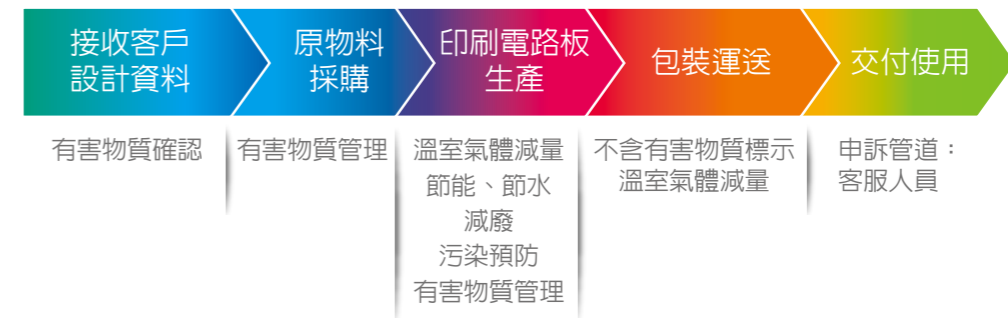 接收客戶
設計資料
原物料
採購
印刷電路板
生產
包裝運送
交付使用
有害物質確認
有害物質管理
溫室氣體減量
節能、節水
減廢
污染預防
有害物質管理
不含有害物質標示
溫室氣體減量
申訴管道：
客服人員